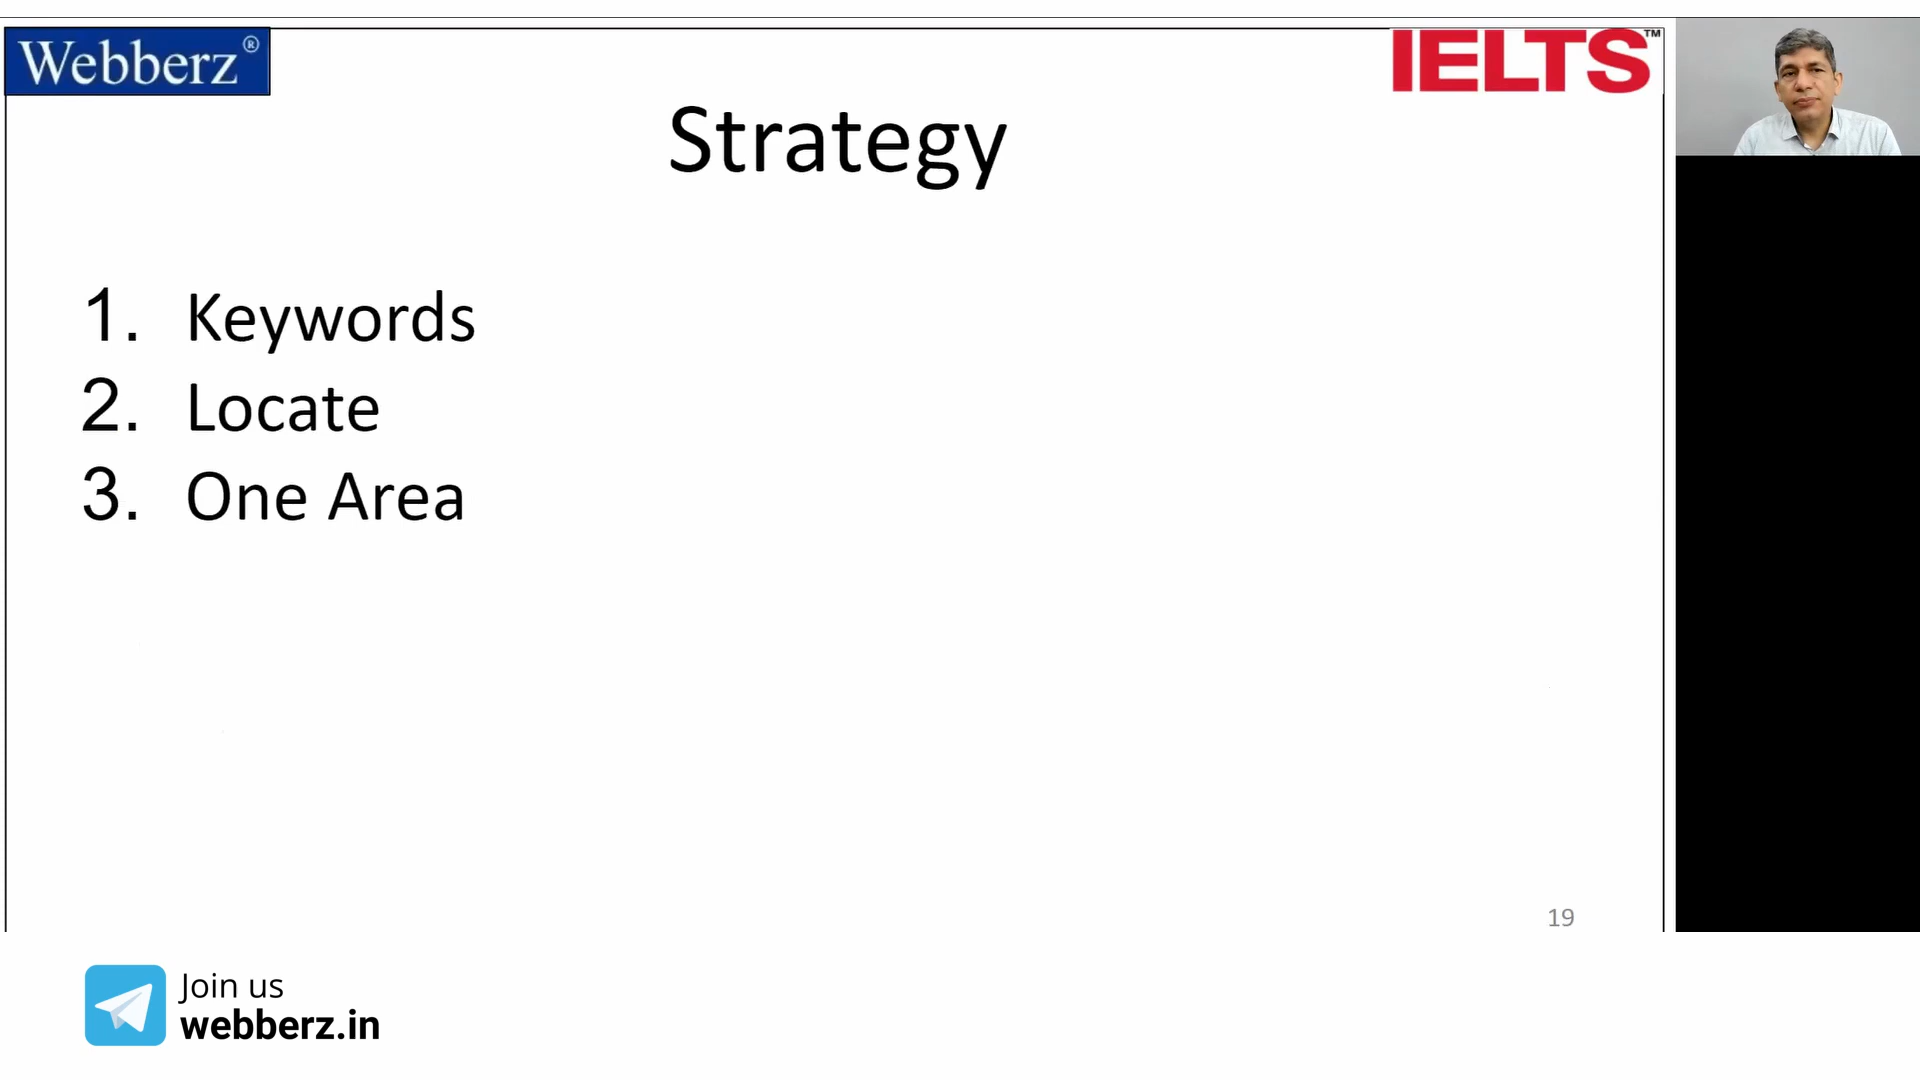 Webberz®
IELTS™
Strategy
1. Keywords
2. Locate
3. One Area
19
Join us
webberz.in